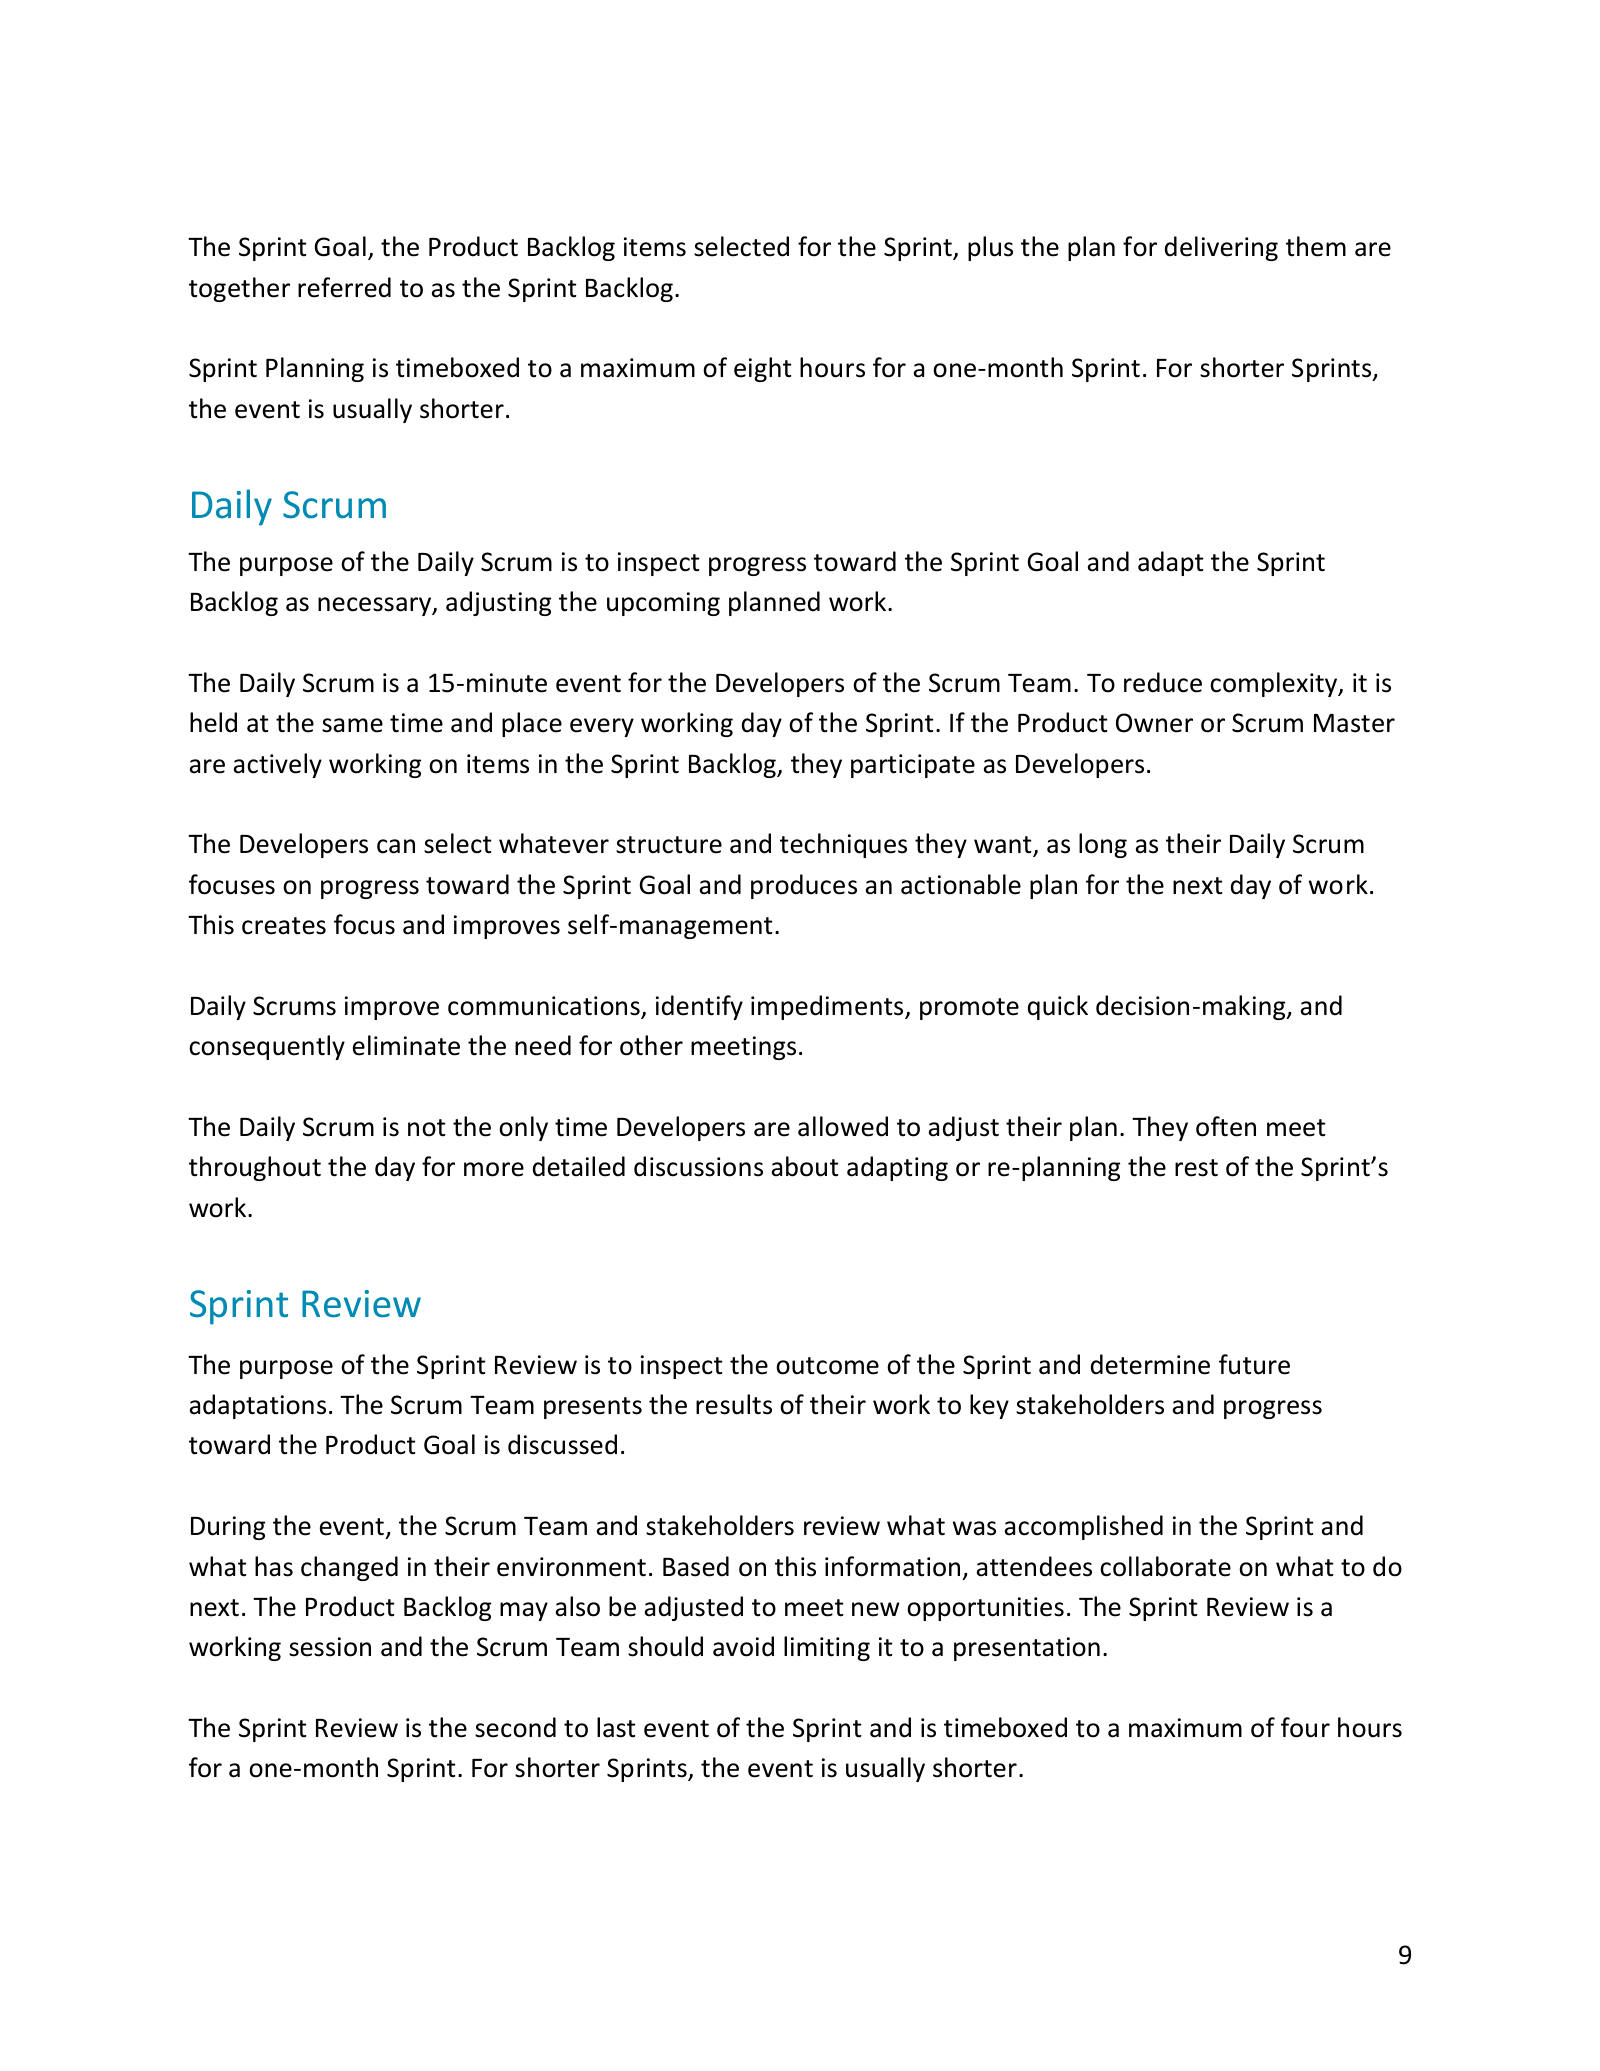 The Sprint Goal, the Product Backlog items selected for the Sprint, plus the plan for delivering them are
together referred to as the Sprint Backlog.
Sprint Planning is timeboxed to a maximum of eight hours for a one-month Sprint. For shorter Sprints,
the event is usually shorter.
Daily Scrum
The purpose of the Daily Scrum is to inspect progress toward the Sprint Goal and adapt the Sprint
Backlog as necessary, adjusting the upcoming planned work.
The Daily Scrum is a 15-minute event for the Developers of the Scrum Team. To reduce complexity, it is
held at the same time and place every working day of the Sprint. If the Product Owner or Scrum Master
are actively working on items in the Sprint Backlog, they participate as Developers.
The Developers can select whatever structure and techniques they want, as long as their Daily Scrum
focuses on progress toward the Sprint Goal and produces an actionable plan for the next day of work.
This creates focus and improves self-management.
Daily Scrums improve communications, identify impediments, promote quick decision-making, and
consequently eliminate the need for other meetings.
The Daily Scrum is not the only time Developers are allowed to adjust their plan. They often meet
throughout the day for more detailed discussions about adapting or re-planning the rest of the Sprint’s
work.
Sprint Review
The purpose of the Sprint Review is to inspect the outcome of the Sprint and determine future
adaptations. The Scrum Team presents the results of their work to key stakeholders and progress
toward the Product Goal is discussed.
During the event, the Scrum Team and stakeholders review what was accomplished in the Sprint and
what has changed in their environment. Based on this information, attendees collaborate on what to do
next. The Product Backlog may also be adjusted to meet new opportunities. The Sprint Review is a
working session and the Scrum Team should avoid limiting it to a presentation.
The Sprint Review is the second to last event of the Sprint and is timeboxed to a maximum of four hours
for a one-month Sprint. For shorter Sprints, the event is usually shorter.
9